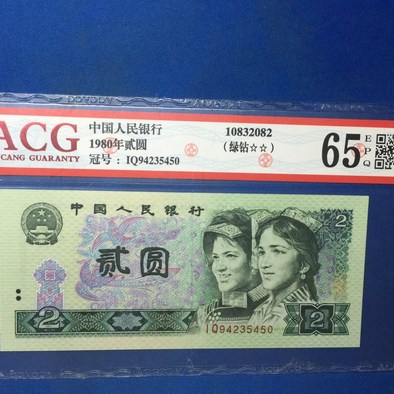 ACG
CANG GUARANTY
中国人民银行
1980年贰圆
冠号：IQ94235450
10832082
（绿钻☆☆）
65
EPQ
中国人民银行
2
贰圆
IQ94235450
2
2